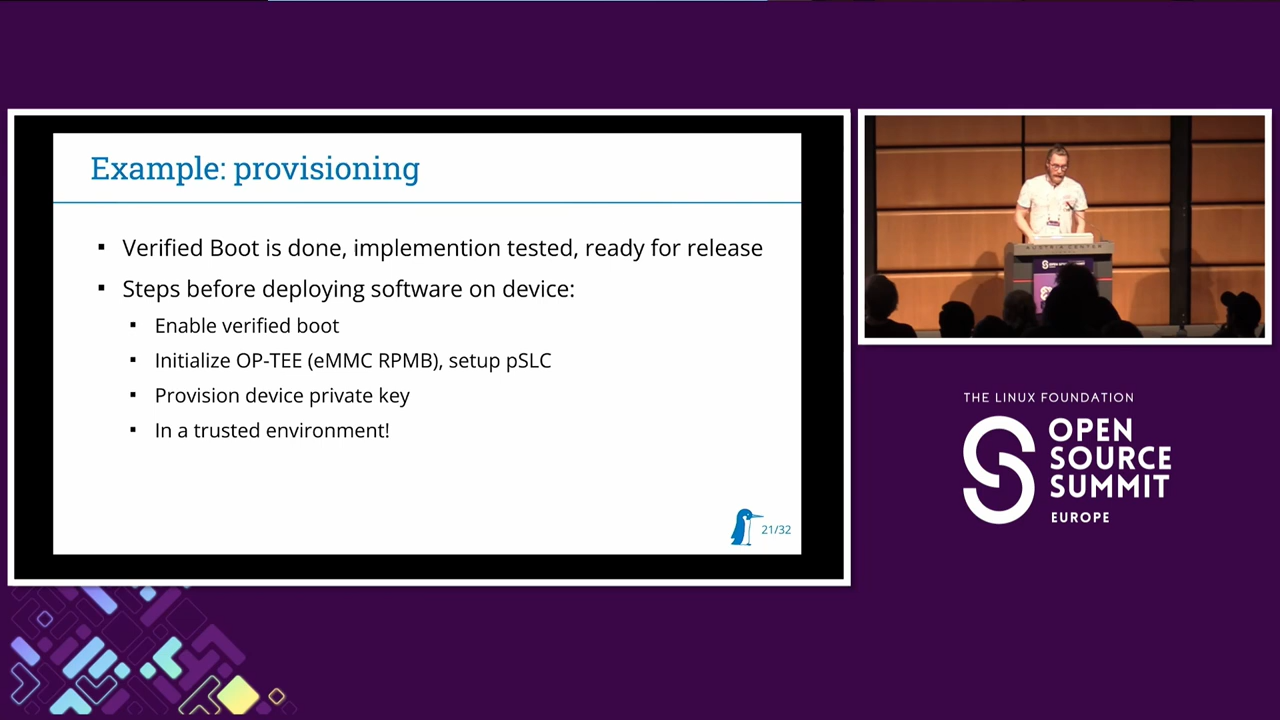 Example: provisioning
Verified Boot is done, implemention tested, ready for release
Steps before deploying software on device:
Enable verified boot
Initialize OP-TEE (eMMC RPMB), setup pSLC
Provision device private key
In a trusted environment!
21/32
AUSTRIA CENTER
THE LINUX FOUNDATION
OPEN
SOURCE
SUMMIT
EUROPE